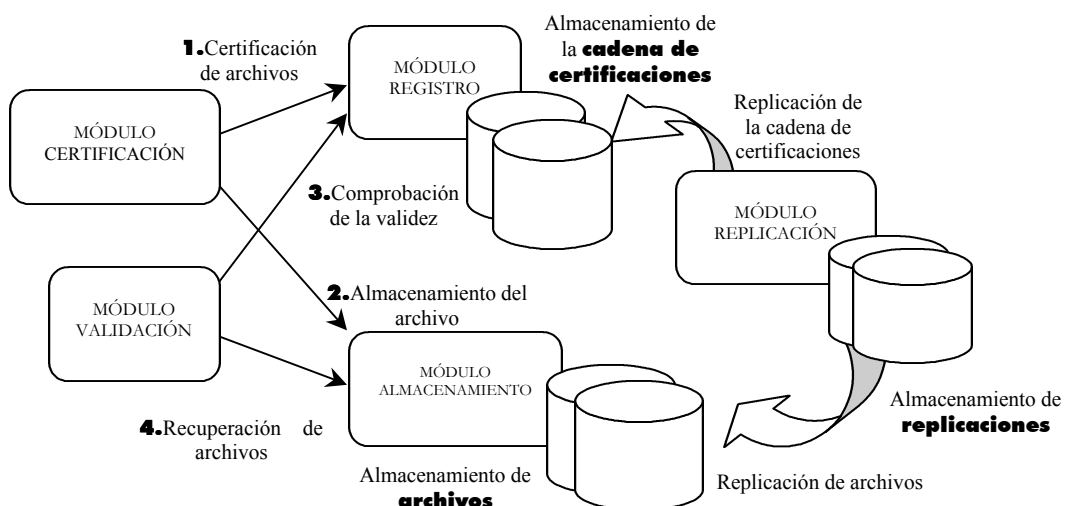 Almacenamiento de
la cadena de
certificaciones
1.Certificación
de archivos
MÓDULO
REGISTRO
Replicación de
la cadena de
certificaciones
MÓDULO
CERTIFICACIÓN
3.Comprobación
de la validez
MÓDULO
REPLICACIÓN
MÓDULO
VALIDACIÓN
2.Almacenamiento del
archivo
MÓDULO
ALMACENAMIENTO
Almacenamiento de
replicaciones
4.Recuperación de
archivos
Almacenamiento de
archivos
Replicación de archivos